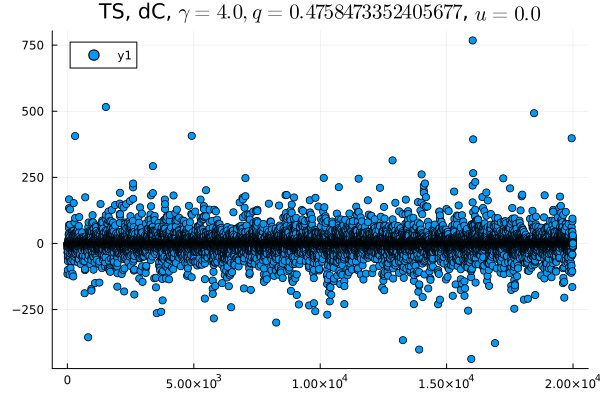 TS, dC, γ = 4.0, q = 0.4758473352405677, u = 0.0
750
y1
500
250
0
−250
0 5.00×10³ 1.00×10⁴ 1.50×10⁴ 2.00×10⁴